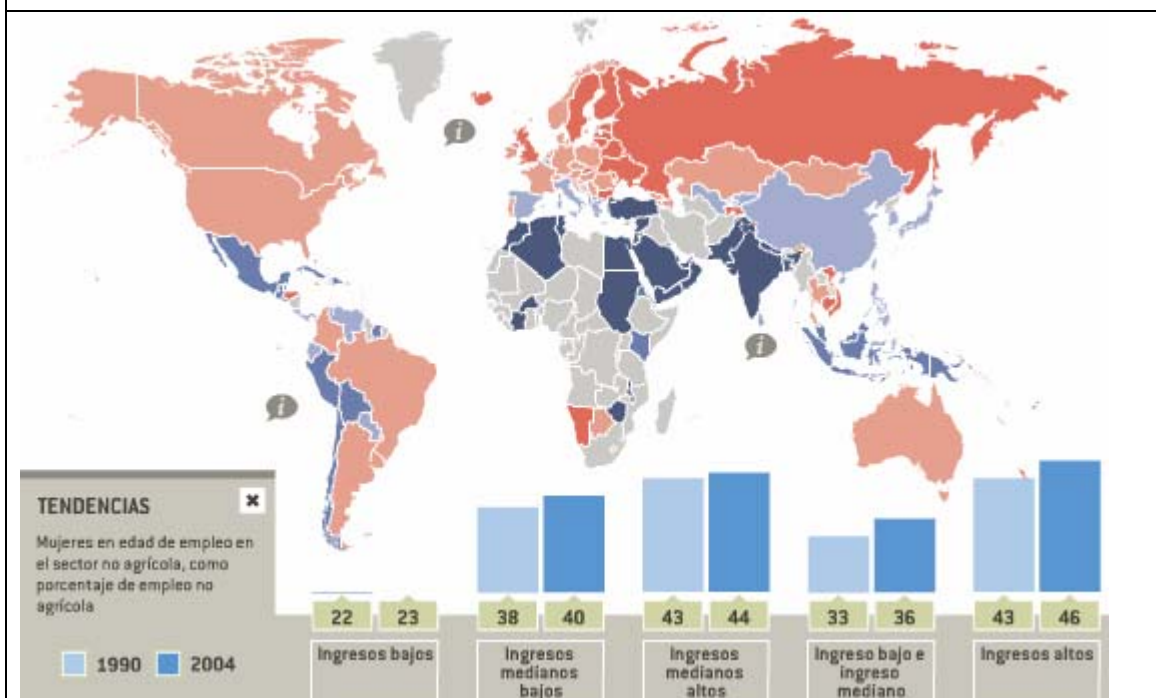 TENDENCIAS
Mujeres en edad de empleo en
el sector no agrícola, como
porcentaje de empleo no
agrícola
1990 2004
22 23 38 40 43 44 33 36 43 46
Ingresos bajos
Ingresos
medianos
bajos
Ingresos
medianos
altos
Ingreso bajo e
ingreso
mediano
Ingresos altos
i
i
i